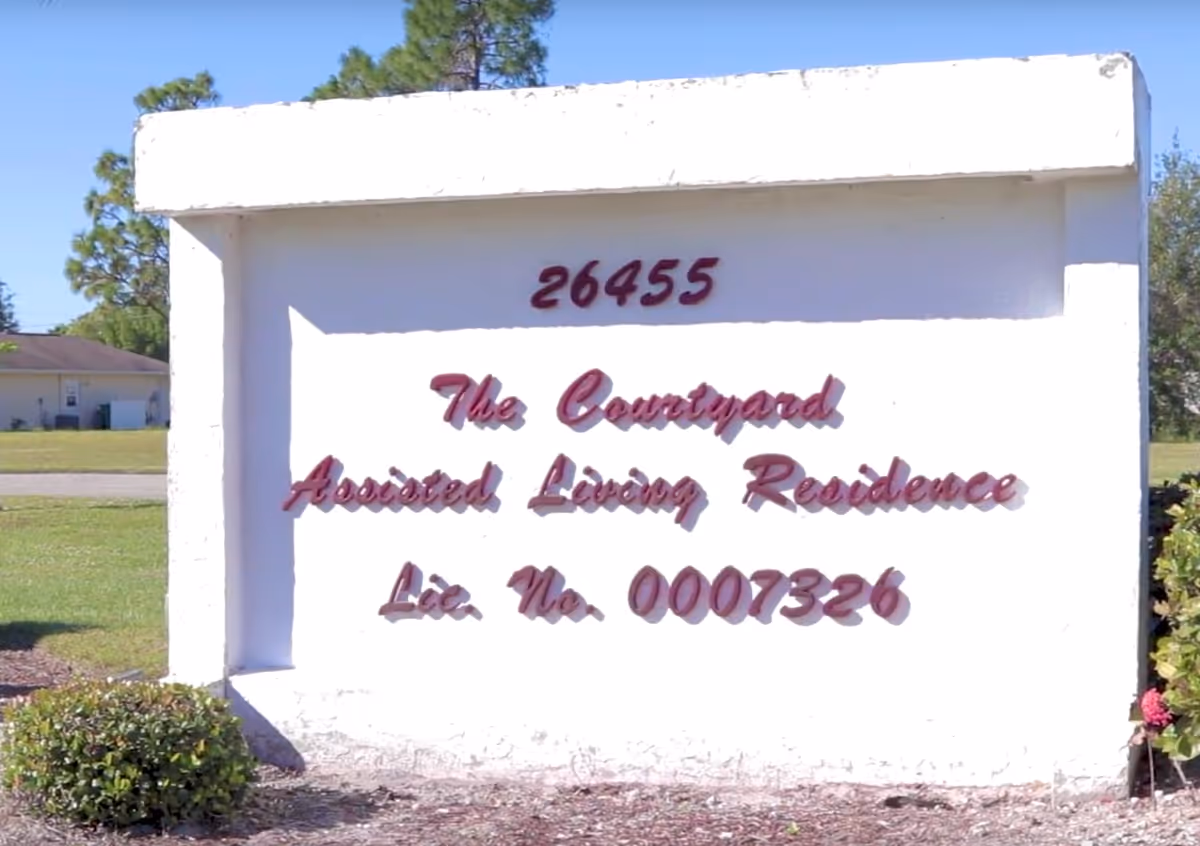 26455
The Courtyard
Assisted Living Residence
Lic. No. 0007326